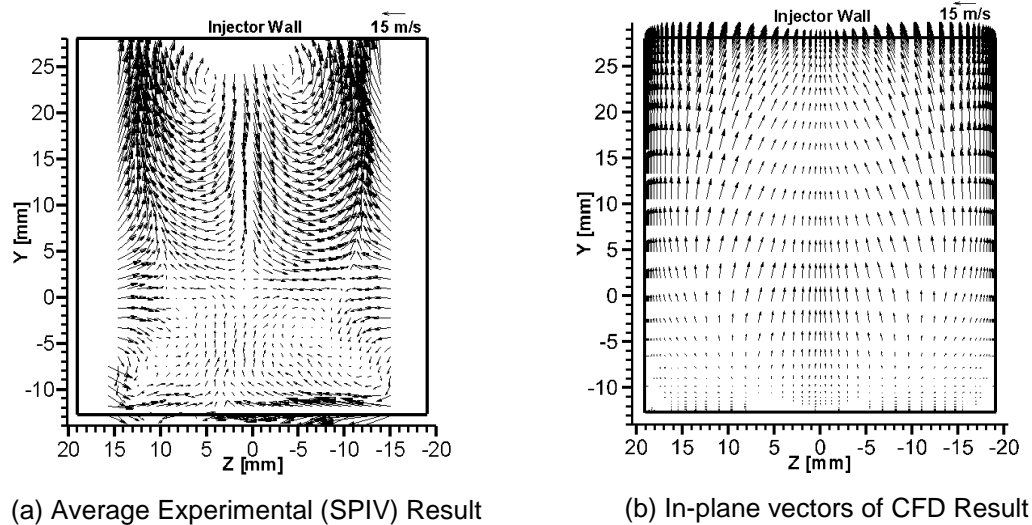 Injector Wall
15 m/s
25
20
15
10
5
0
-5
-10
Y [mm]
20 15 10 5 0 -5 -10 -15 -20
Z [mm]
(a) Average Experimental (SPIV) Result
Injector Wall
15 m/s
25
20
15
10
5
0
-5
-10
Y [mm]
20 15 10 5 0 -5 -10 -15 -20
Z [mm]
(b) In-plane vectors of CFD Result